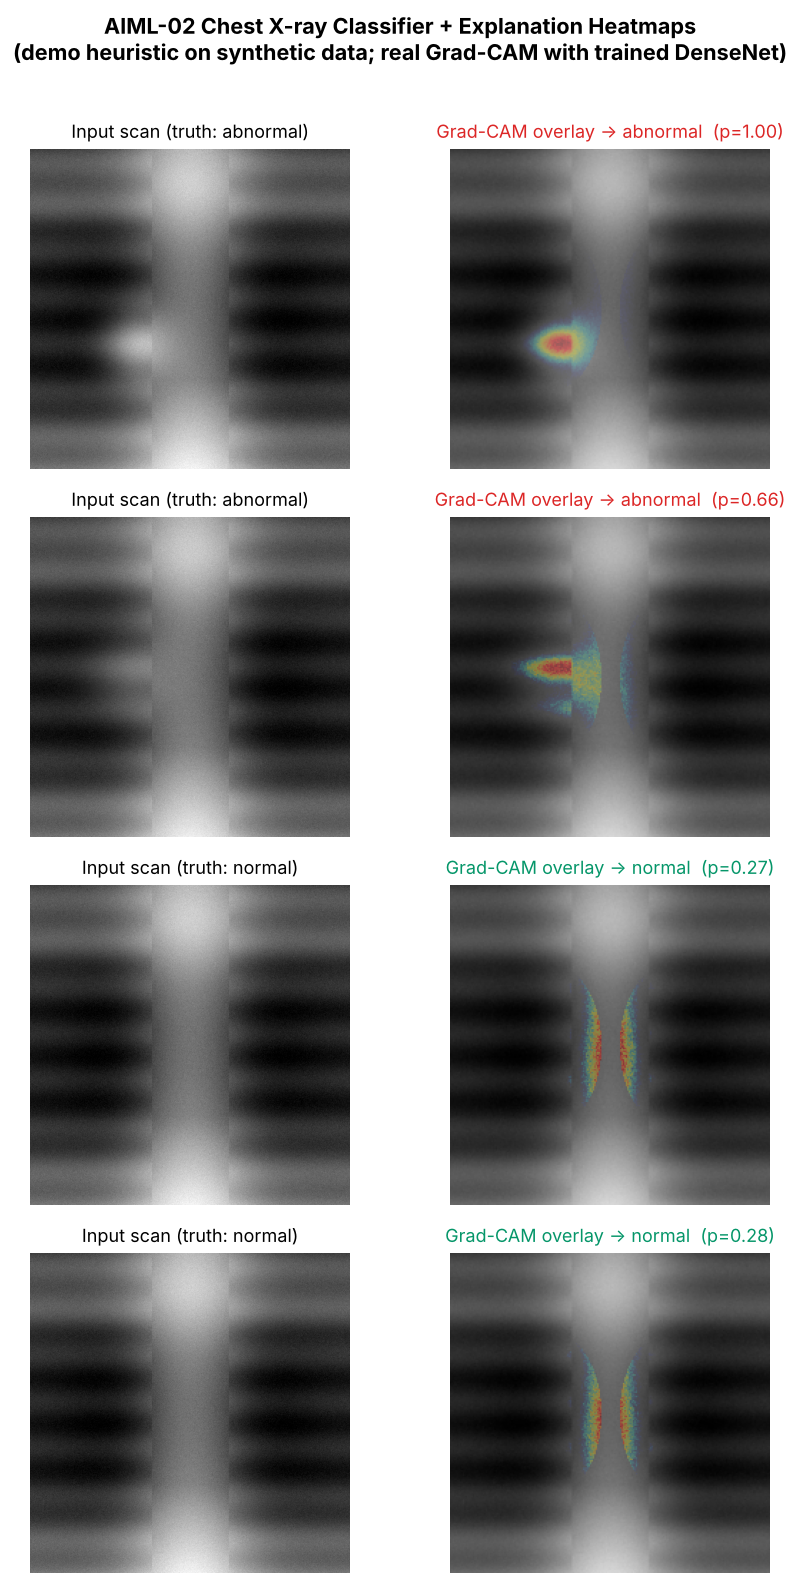 AIML-02 Chest X-ray Classifier + Explanation Heatmaps
(demo heuristic on synthetic data; real Grad-CAM with trained DenseNet)
Input scan (truth: abnormal)
Grad-CAM overlay → abnormal (p=1.00)
Input scan (truth: abnormal)
Grad-CAM overlay → abnormal (p=0.66)
Input scan (truth: normal)
Grad-CAM overlay → normal (p=0.27)
Input scan (truth: normal)
Grad-CAM overlay → normal (p=0.28)